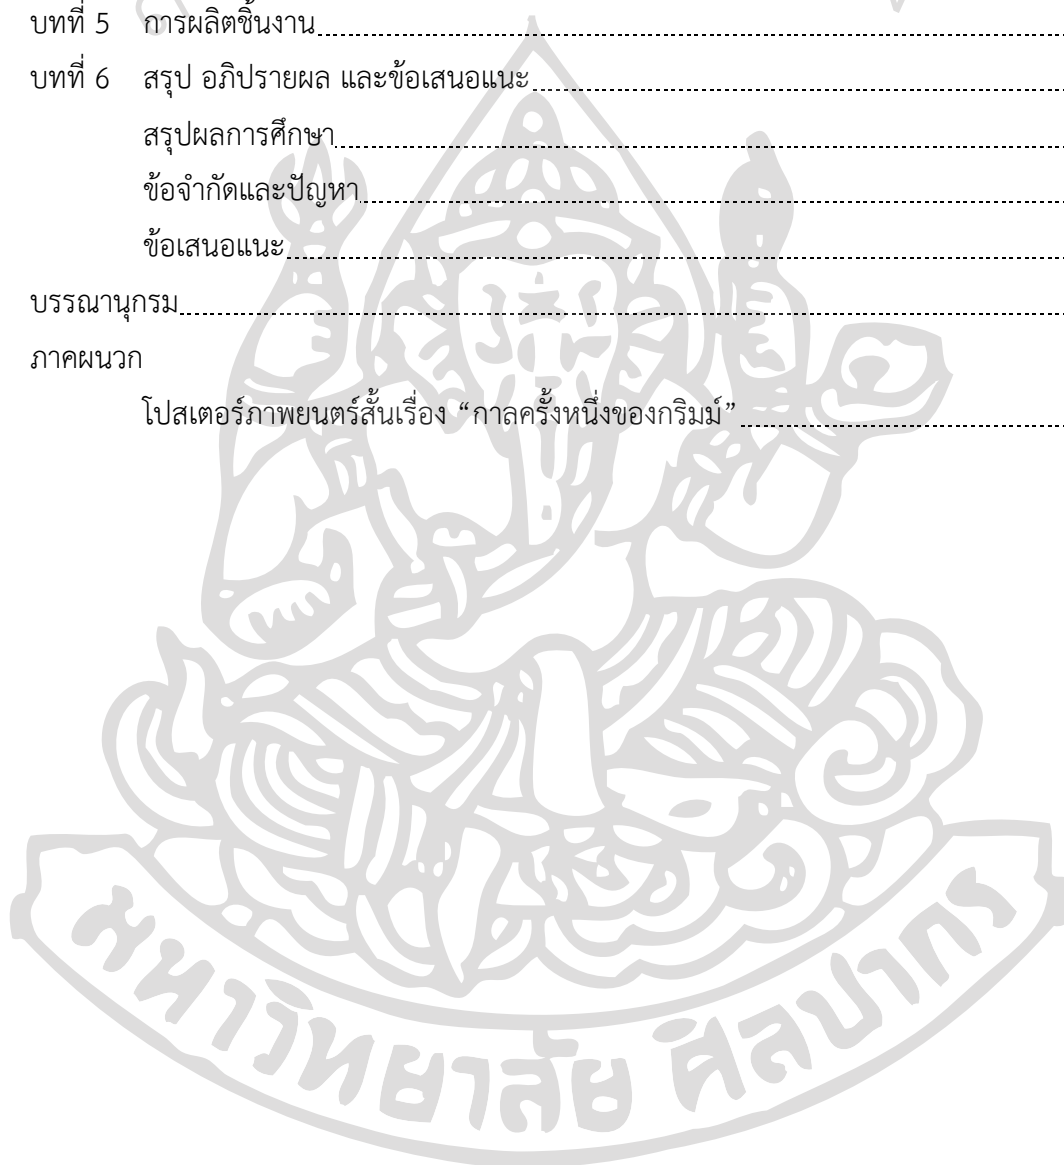 บทที่ 5 การผลิตชิ้นงาน
บทที่ 6 สรุป อภิปรายผล และข้อเสนอแนะ
สรุปผลการศึกษา
ข้อจำกัดและปัญหา
ข้อเสนอแนะ
บรรณานุกรม
ภาคผนวก
โปสเตอร์ภาพยนตร์สั้นเรื่อง “กาลครั้งหนึ่งของกริมม์”
มหาวิทยาลัย ศิลปากร